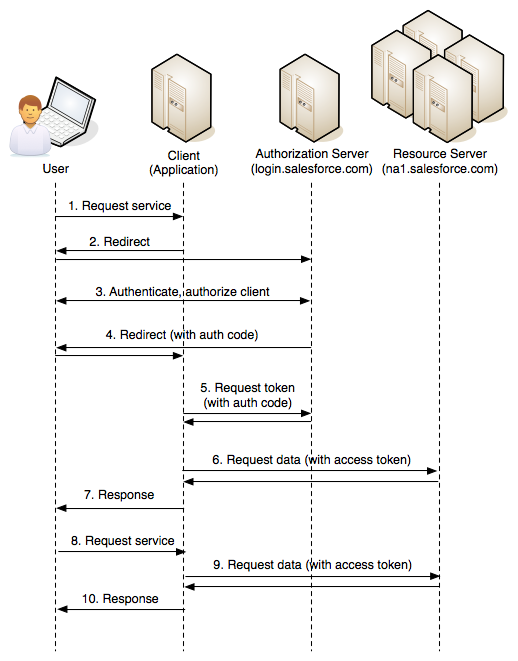 User
Client
(Application)
Authorization Server
(login.salesforce.com)
Resource Server
(na1.salesforce.com)
1. Request service
2. Redirect
3. Authenticate, authorize client
4. Redirect (with auth code)
5. Request token
(with auth code)
6. Request data (with access token)
7. Response
8. Request service
9. Request data (with access token)
10. Response